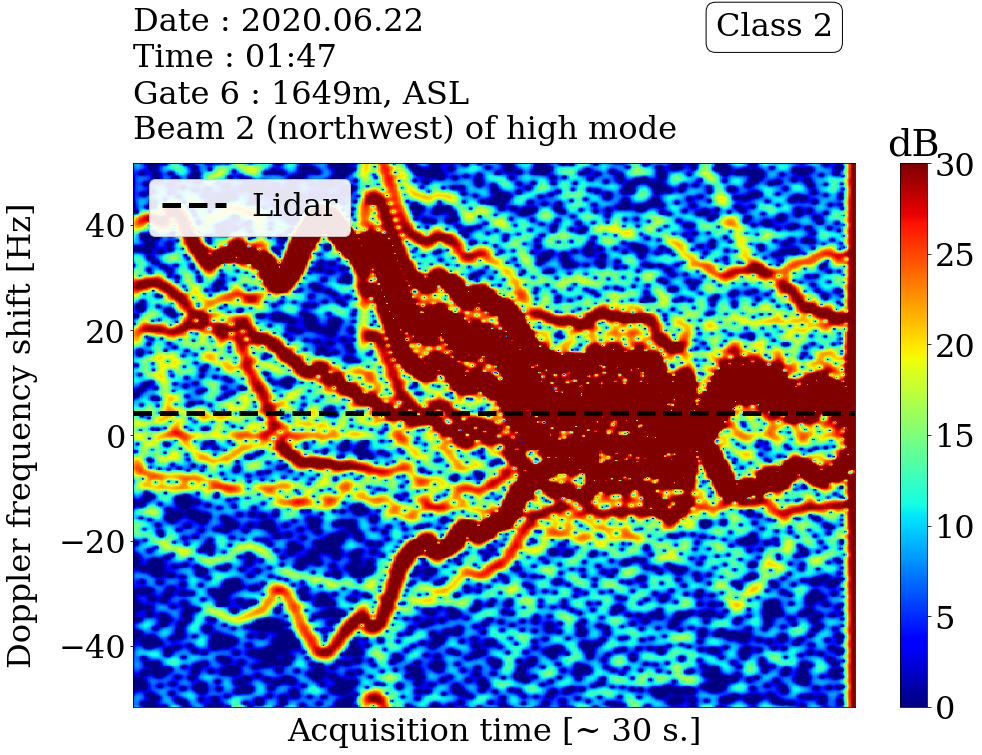 Date : 2020.06.22
Time : 01:47
Gate 6 : 1649m, ASL
Beam 2 (northwest) of high mode
Class 2
dB
Lidar
Doppler frequency shift [Hz]
40
20
0
−20
−40
Acquisition time [~ 30 s.]
30
25
20
15
10
5
0